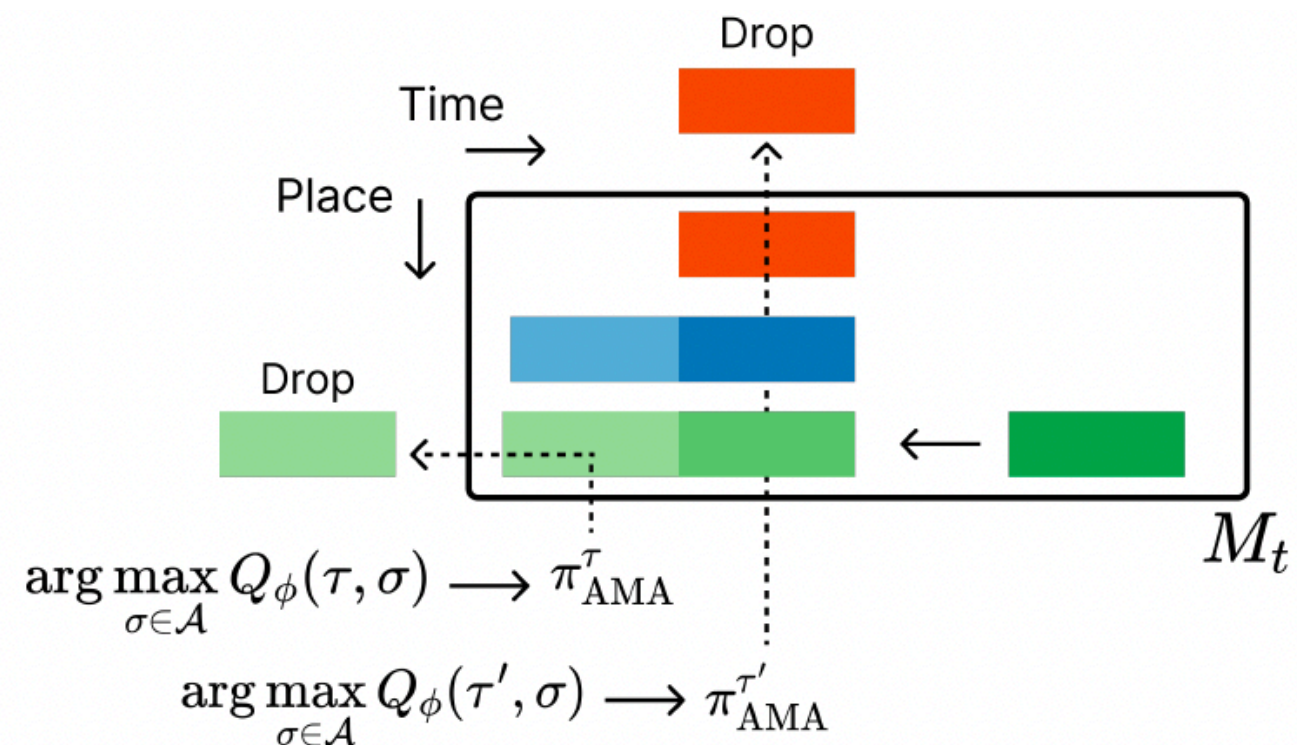 Drop
Time
Place
Drop
M_t
arg max_{σ∈𝒜} Q_ϕ(τ, σ) ⟶ π^τ_AMA
arg max_{σ∈𝒜} Q_ϕ(τ′, σ) ⟶ π^{τ′}_AMA